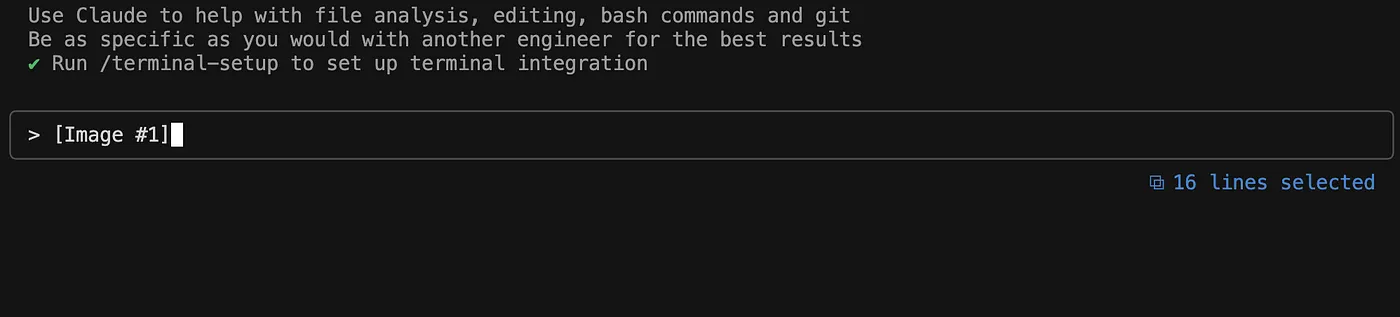 Use Claude to help with file analysis, editing, bash commands and git
Be as specific as you would with another engineer for the best results
✔ Run /terminal-setup to set up terminal integration
> [Image #1]
16 lines selected